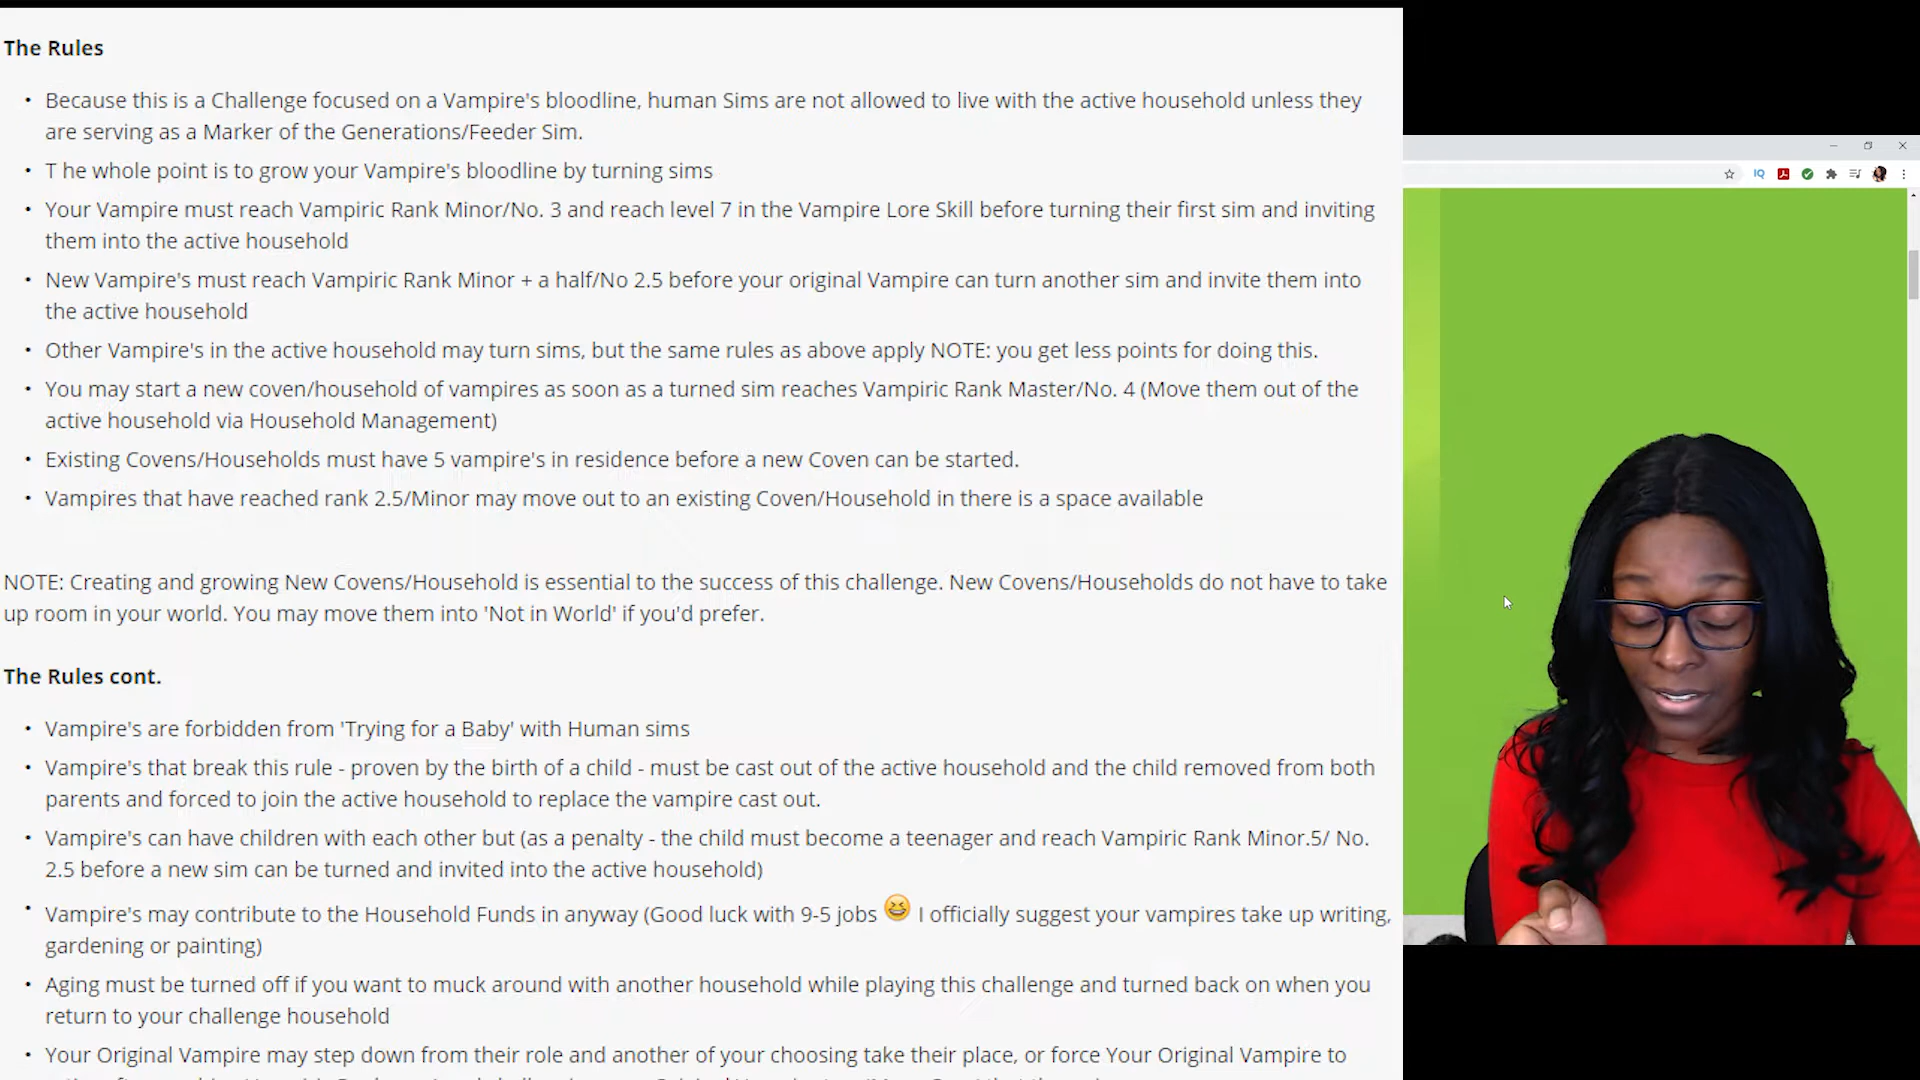 The Rules
• Because this is a Challenge focused on a Vampire's bloodline, human Sims are not allowed to live with the active household unless they
are serving as a Marker of the Generations/Feeder Sim.
• T he whole point is to grow your Vampire's bloodline by turning sims
• Your Vampire must reach Vampiric Rank Minor/No. 3 and reach level 7 in the Vampire Lore Skill before turning their first sim and inviting
them into the active household
• New Vampire's must reach Vampiric Rank Minor + a half/No 2.5 before your original Vampire can turn another sim and invite them into
the active household
• Other Vampire's in the active household may turn sims, but the same rules as above apply NOTE: you get less points for doing this.
• You may start a new coven/household of vampires as soon as a turned sim reaches Vampiric Rank Master/No. 4 (Move them out of the
active household via Household Management)
• Existing Covens/Households must have 5 vampire's in residence before a new Coven can be started.
• Vampires that have reached rank 2.5/Minor may move out to an existing Coven/Household in there is a space available
NOTE: Creating and growing New Covens/Household is essential to the success of this challenge. New Covens/Households do not have to take
up room in your world. You may move them into 'Not in World' if you'd prefer.
The Rules cont.
• Vampire's are forbidden from 'Trying for a Baby' with Human sims
• Vampire's that break this rule - proven by the birth of a child - must be cast out of the active household and the child removed from both
parents and forced to join the active household to replace the vampire cast out.
• Vampire's can have children with each other but (as a penalty - the child must become a teenager and reach Vampiric Rank Minor.5/ No.
2.5 before a new sim can be turned and invited into the active household)
• Vampire's may contribute to the Household Funds in anyway (Good luck with 9-5 jobs 😆 I officially suggest your vampires take up writing,
gardening or painting)
• Aging must be turned off if you want to muck around with another household while playing this challenge and turned back on when you
return to your challenge household
• Your Original Vampire may step down from their role and another of your choosing take their place, or force Your Original Vampire to
IQ